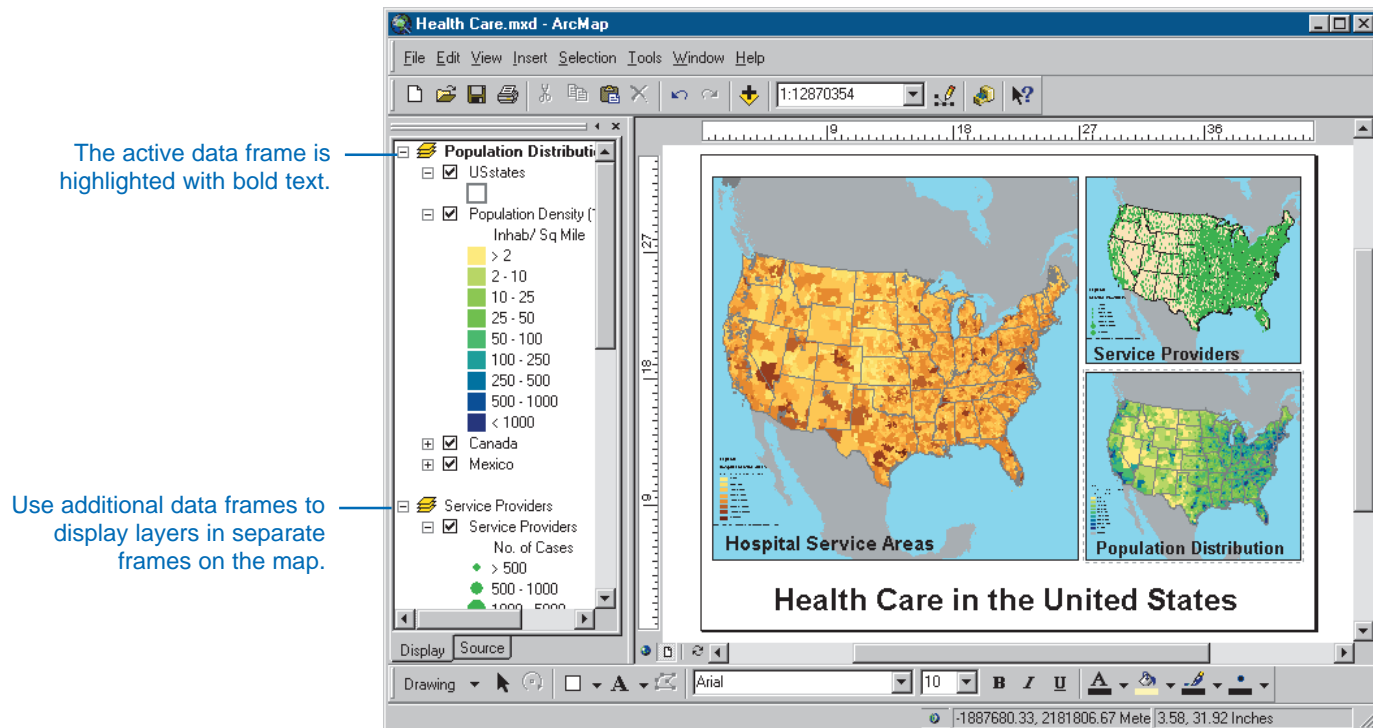 Health Care.mxd - ArcMap
File Edit View Insert Selection Tools Window Help
1:12870354
The active data frame is
highlighted with bold text.
Population Distributi
USstates
Population Density (
Inhab/ Sq Mile
> 2
2 - 10
10 - 25
25 - 50
50 - 100
100 - 250
250 - 500
500 - 1000
< 1000
Canada
Mexico
Use additional data frames to
display layers in separate
frames on the map.
Service Providers
Service Providers
No. of Cases
> 500
500 - 1000
1000 - 5000
Display Source
9 18 27 36
27
18
9
Hospital Service Areas
Service Providers
Population Distribution
Health Care in the United States
Drawing A Arial 10 B I U A
-1887680.33, 2181806.67 Mete 3.58, 31.92 Inches